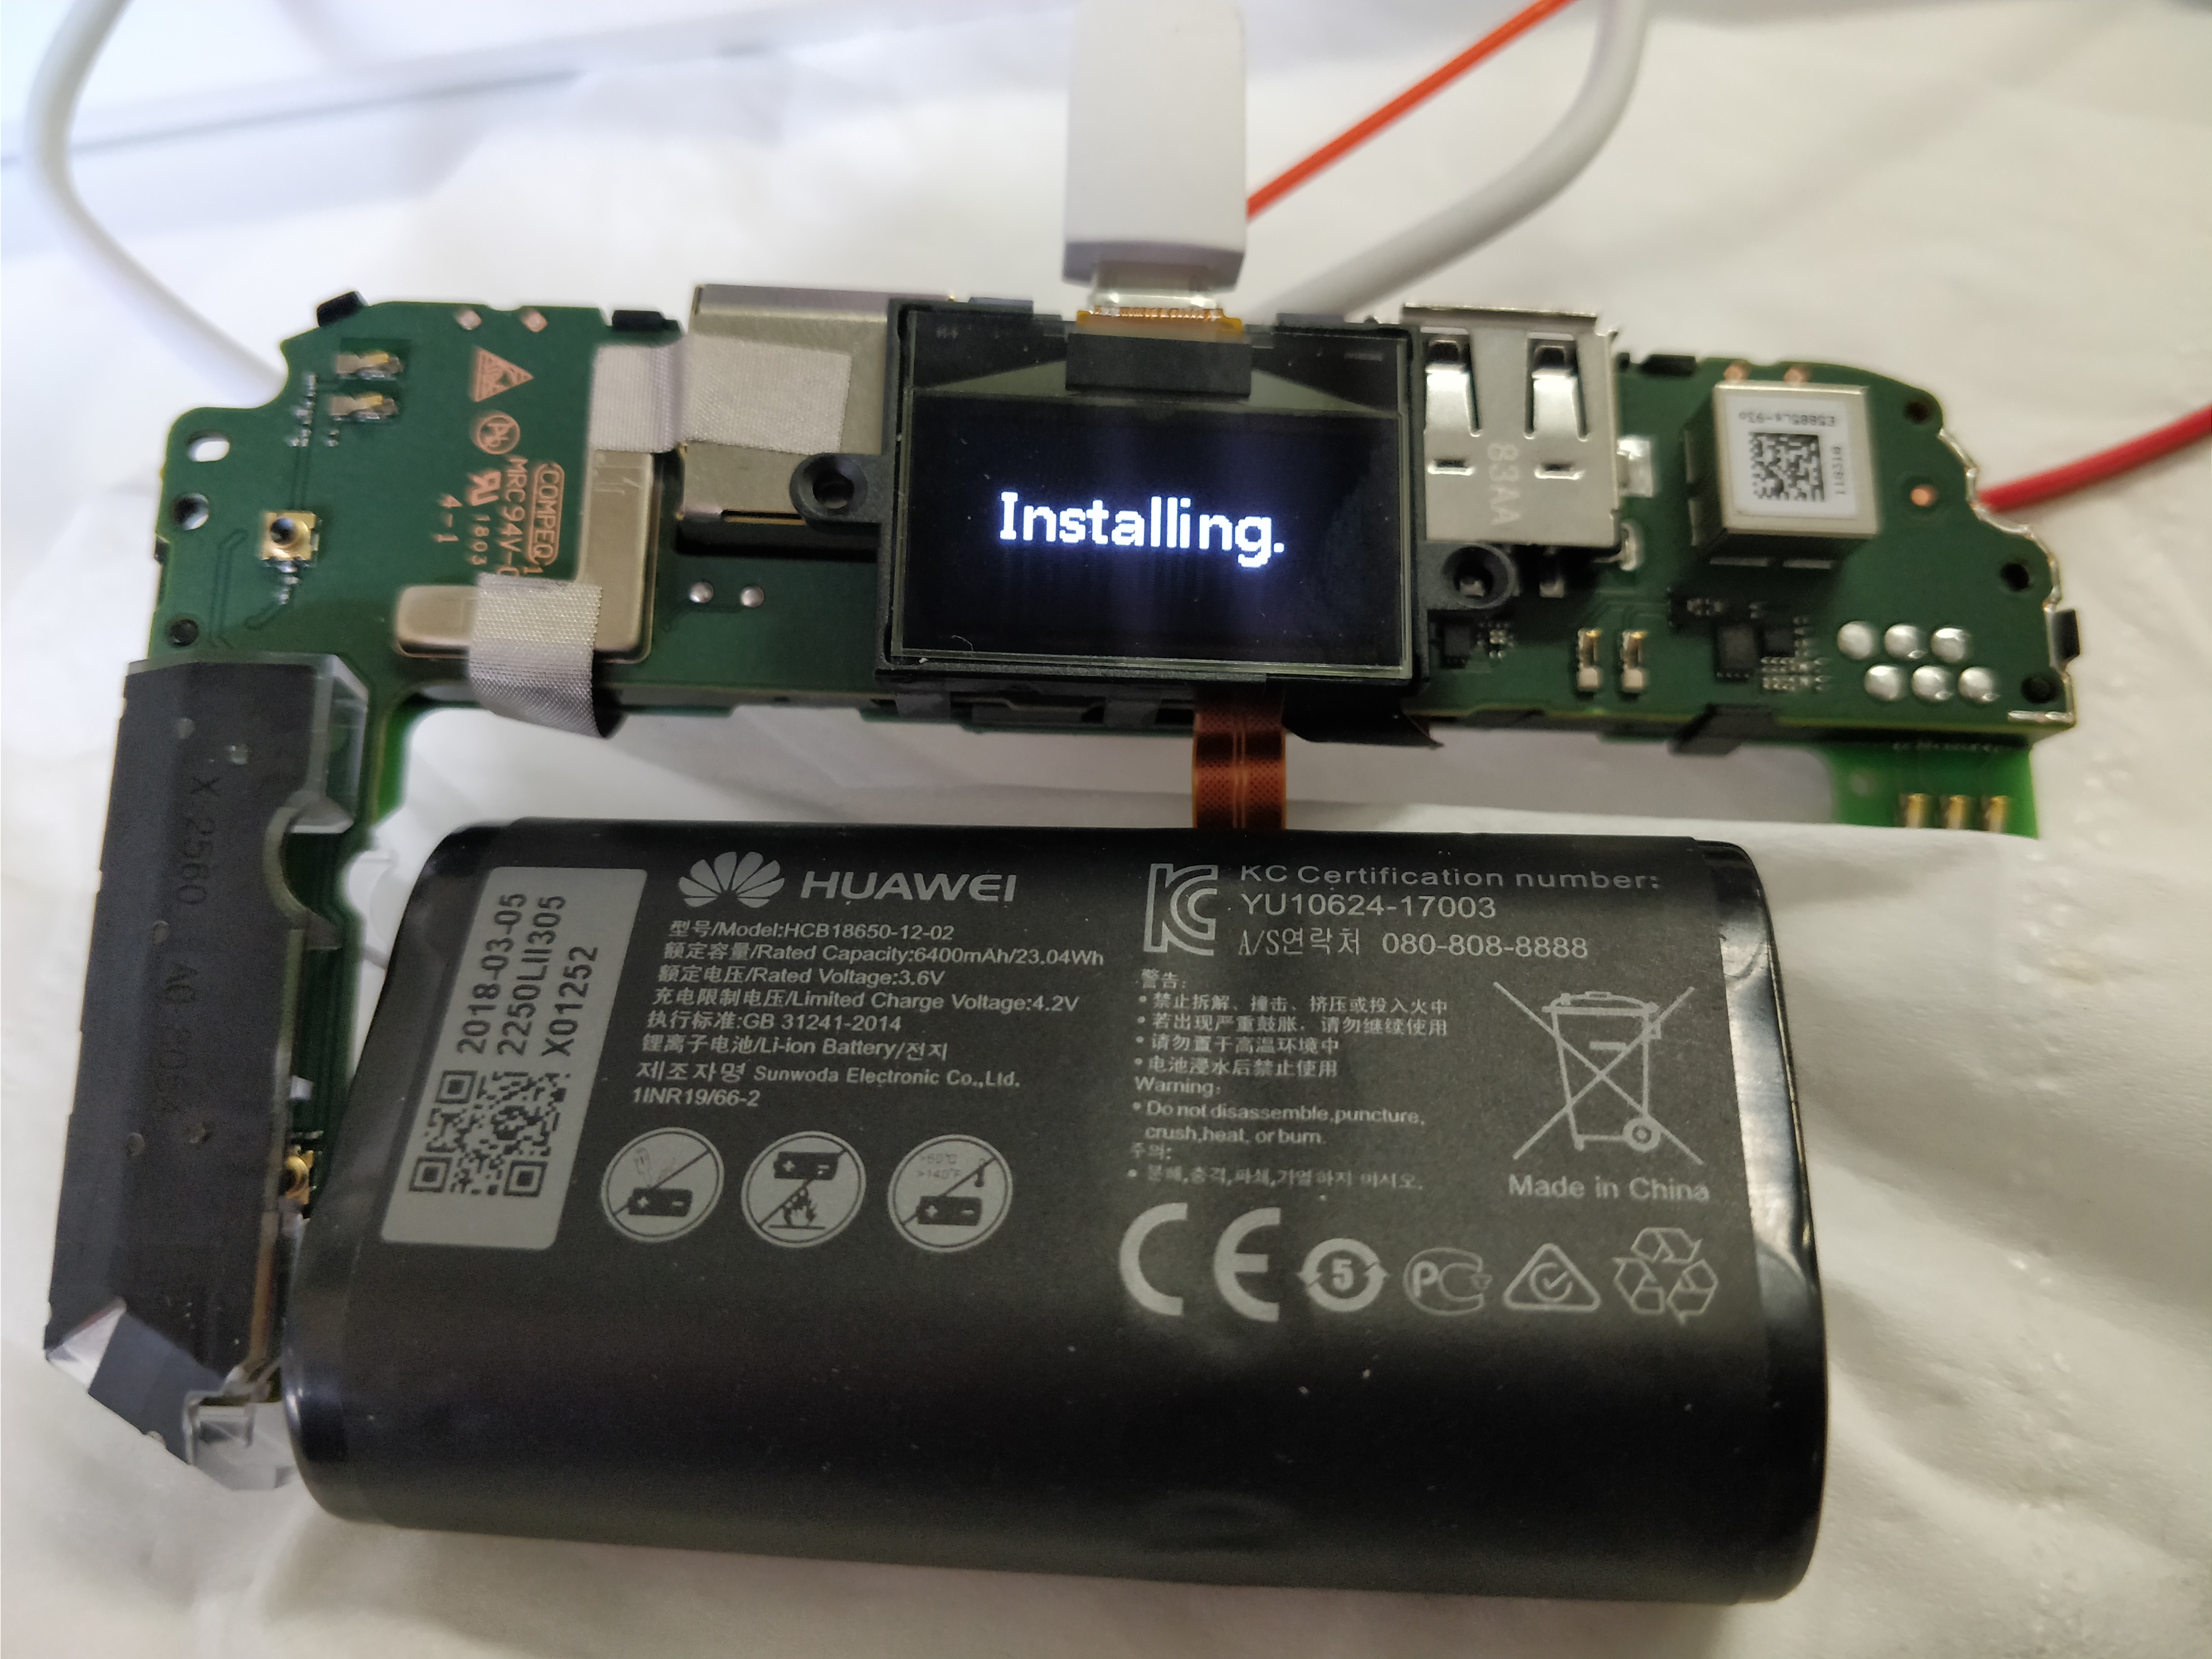 Installing.
COMPEQ
MRC94V-0
1803
4-1
83AA
E5885Ls-93a
X-2560
HUAWEI
型号/Model:HCB18650-12-02
额定容量/Rated Capacity:6400mAh/23.04Wh
额定电压/Rated Voltage:3.6V
充电限制电压/Limited Charge Voltage:4.2V
执行标准:GB 31241-2014
锂离子电池/Li-ion Battery/전지
제조자명 Sunwoda Electronic Co.,Ltd.
1INR19/66-2
2018-03-05
2250LII305
X01252
KC Certification number:
YU10624-17003
A/S연락처 080-808-8888
警告:
• 禁止拆解、撞击、挤压或投入火中
• 若出现严重鼓胀，请勿继续使用
• 请勿置于高温环境中
• 电池浸水后禁止使用
Warning:
• Do not disassemble,puncture,
crush,heat, or burn.
주의:
• 분해,충격,파쇄,가열하지 마시오.
Made in China
>60℃
>140℉
CE
5